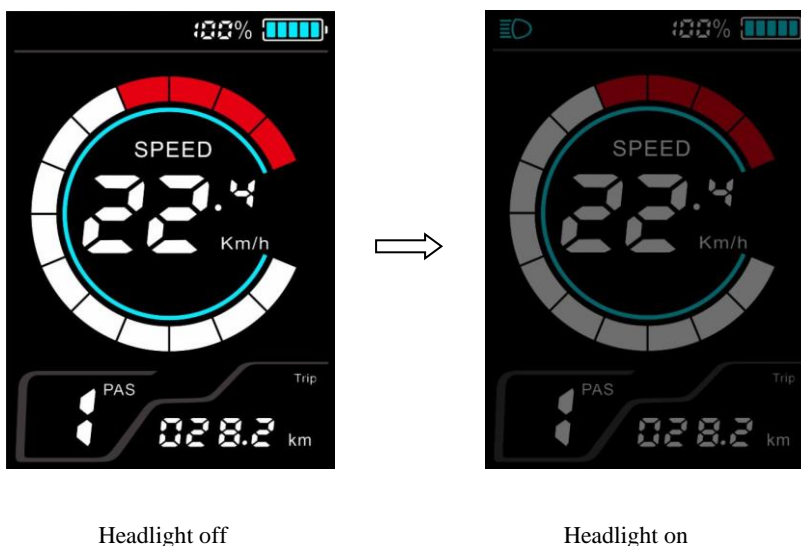 100%
SPEED
22.4
Km/h
PAS
1
Trip
028.2 km
100%
SPEED
22.4
Km/h
PAS
1
Trip
028.2 km
Headlight off
Headlight on